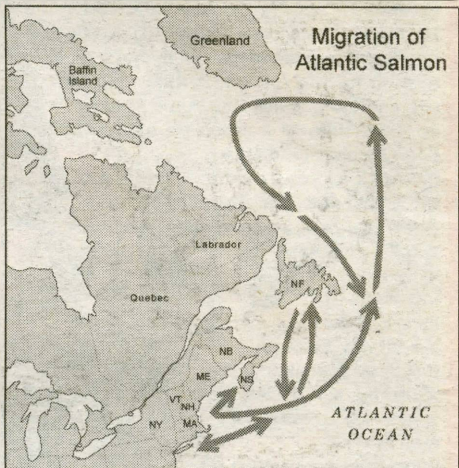 Migration of
Atlantic Salmon
Greenland
Baffin
Island
Labrador
Quebec
NF
NB
ME
NS
VT
NH
NY
MA
ATLANTIC
OCEAN